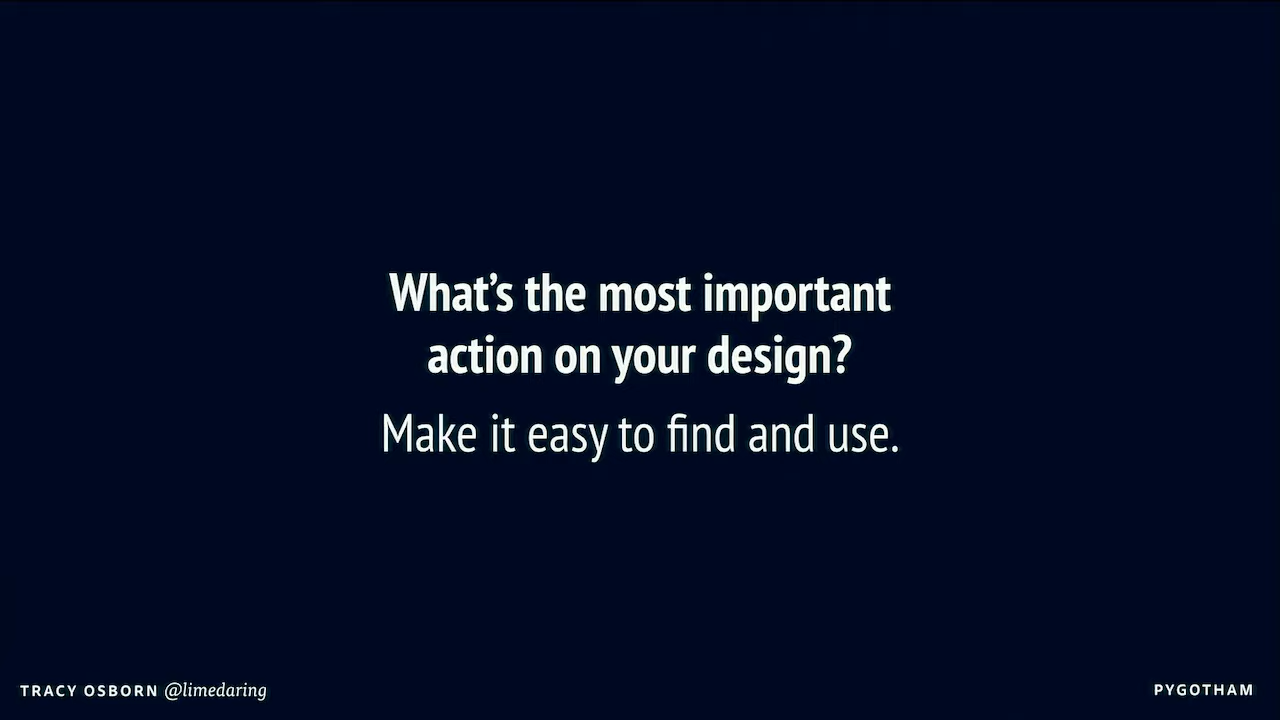 What’s the most important
action on your design?
Make it easy to find and use.
TRACY OSBORN @limedaring
PYGOTHAM